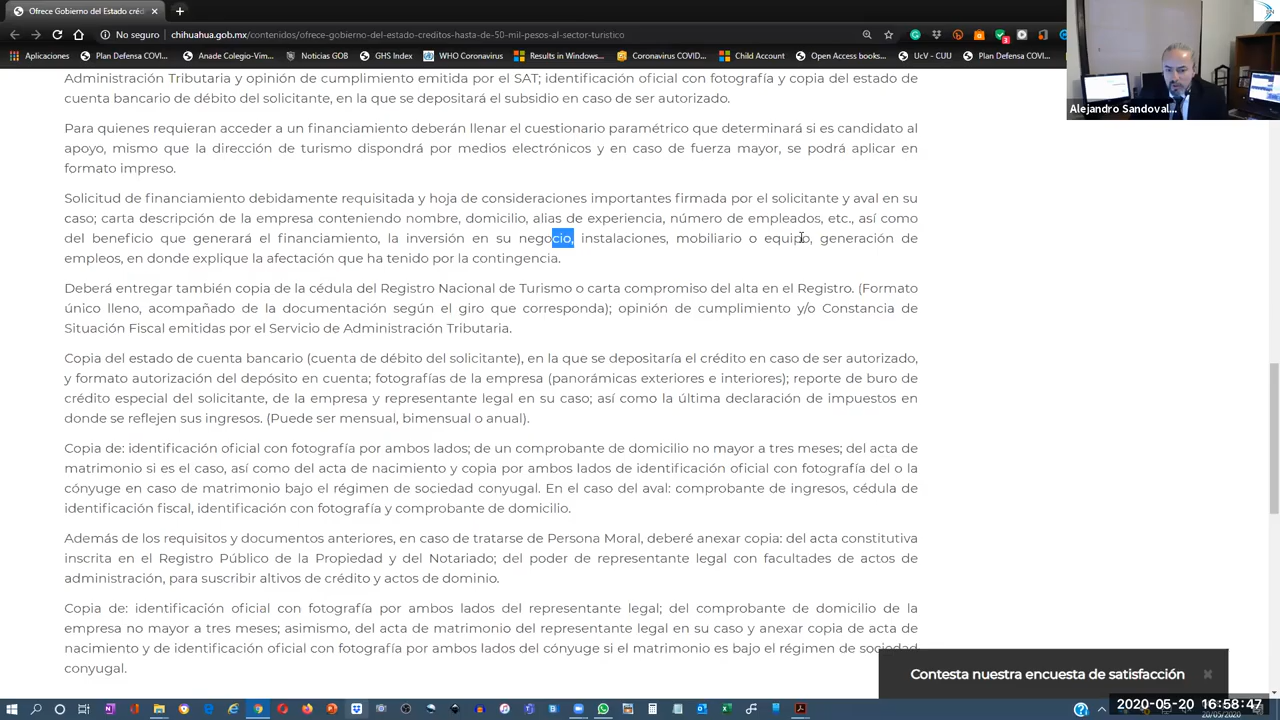 Ofrece Gobierno del Estado créd
No seguro
chihuahua.gob.mx/contenidos/ofrece-gobierno-del-estado-creditos-hasta-de-50-mil-pesos-al-sector-turistico
Aplicaciones
Plan Defensa COVI...
Anade Colegio-Vim...
Noticias GOB
GHS Index
WHO Coronavirus
Results in Windows...
Coronavirus COVID...
Child Account
Open Access books...
UcV - CUU
Plan Defensa COVI...
Alejandro Sandoval...
Administración Tributaria y opinión de cumplimiento emitida por el SAT; identificación oficial con fotografía y copia del estado de
cuenta bancario de débito del solicitante, en la que se depositará el subsidio en caso de ser autorizado.
Para quienes requieran acceder a un financiamiento deberán llenar el cuestionario paramétrico que determinará si es candidato al
apoyo, mismo que la dirección de turismo dispondrá por medios electrónicos y en caso de fuerza mayor, se podrá aplicar en
formato impreso.
Solicitud de financiamiento debidamente requisitada y hoja de consideraciones importantes firmada por el solicitante y aval en su
caso; carta descripción de la empresa conteniendo nombre, domicilio, alias de experiencia, número de empleados, etc., así como
del beneficio que generará el financiamiento, la inversión en su negocio, instalaciones, mobiliario o equipo, generación de
empleos, en donde explique la afectación que ha tenido por la contingencia.
Deberá entregar también copia de la cédula del Registro Nacional de Turismo o carta compromiso del alta en el Registro. (Formato
único lleno, acompañado de la documentación según el giro que corresponda); opinión de cumplimiento y/o Constancia de
Situación Fiscal emitidas por el Servicio de Administración Tributaria.
Copia del estado de cuenta bancario (cuenta de débito del solicitante), en la que se depositaría el crédito en caso de ser autorizado,
y formato autorización del depósito en cuenta; fotografías de la empresa (panorámicas exteriores e interiores); reporte de buro de
crédito especial del solicitante, de la empresa y representante legal en su caso; así como la última declaración de impuestos en
donde se reflejen sus ingresos. (Puede ser mensual, bimensual o anual).
Copia de: identificación oficial con fotografía por ambos lados; de un comprobante de domicilio no mayor a tres meses; del acta de
matrimonio si es el caso, así como del acta de nacimiento y copia por ambos lados de identificación oficial con fotografía del o la
cónyuge en caso de matrimonio bajo el régimen de sociedad conyugal. En el caso del aval: comprobante de ingresos, cédula de
identificación fiscal, identificación con fotografía y comprobante de domicilio.
Además de los requisitos y documentos anteriores, en caso de tratarse de Persona Moral, deberé anexar copia: del acta constitutiva
inscrita en el Registro Público de la Propiedad y del Notariado; del poder de representante legal con facultades de actos de
administración, para suscribir altivos de crédito y actos de dominio.
Copia de: identificación oficial con fotografía por ambos lados del representante legal; del comprobante de domicilio de la
empresa no mayor a tres meses; asimismo, del acta de matrimonio del representante legal en su caso y anexar copia de acta de
nacimiento y de identificación oficial con fotografía por ambos lados del cónyuge si el matrimonio es bajo el régimen de sociedad
conyugal.
Contesta nuestra encuesta de satisfacción
2020-05-20 16:58:47